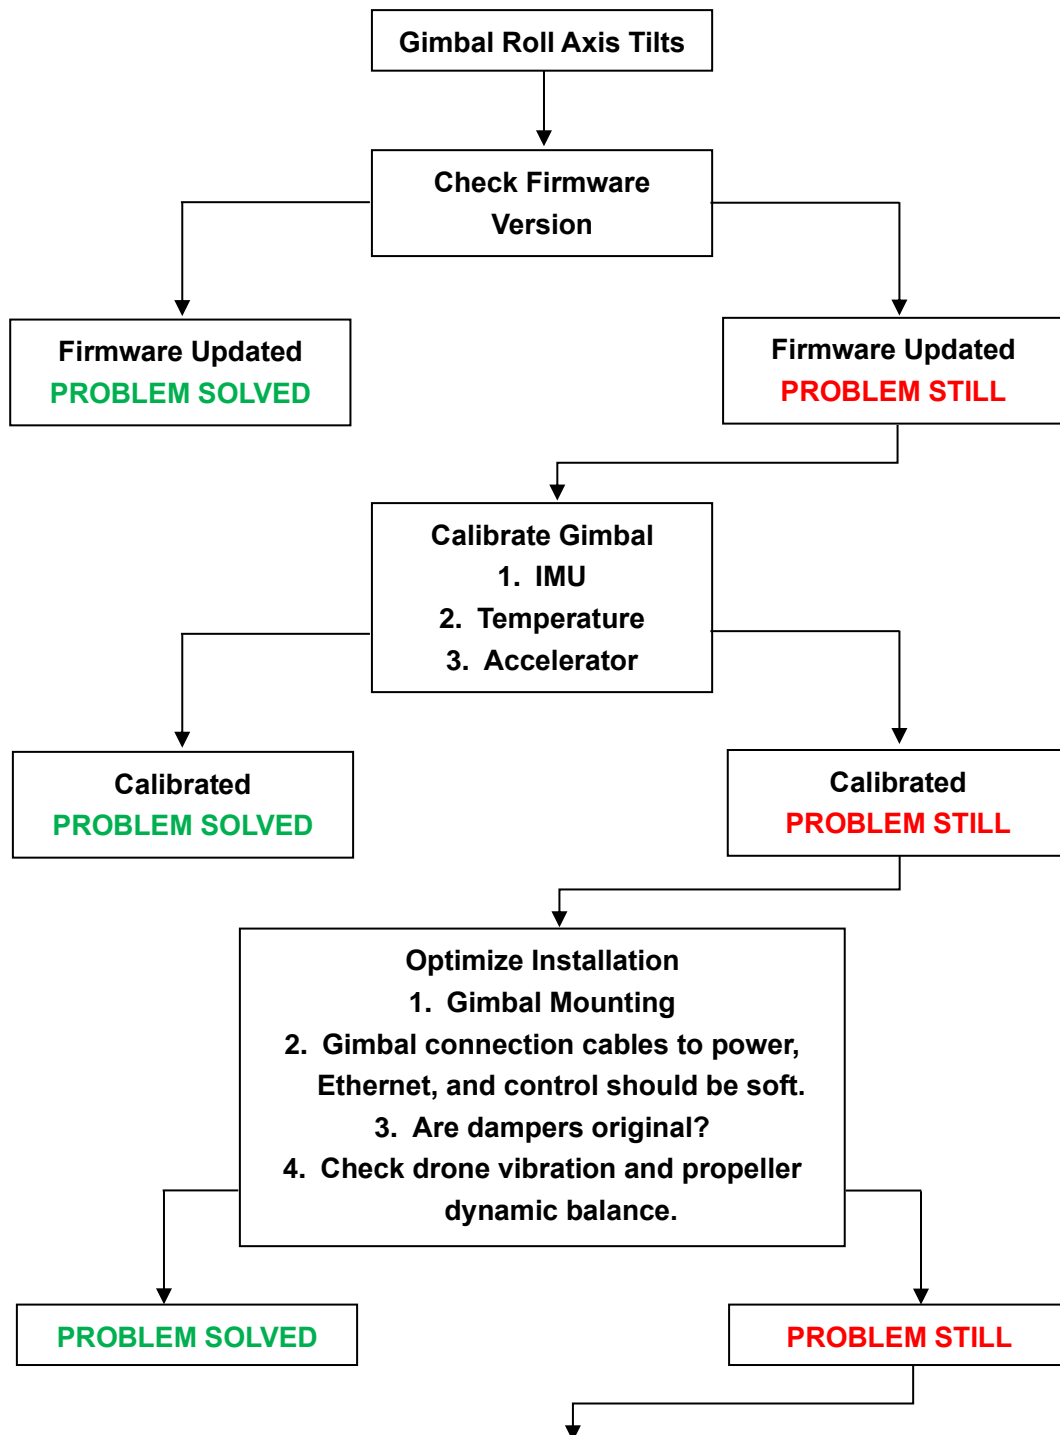 Gimbal Roll Axis Tilts
Check Firmware
Version
Firmware Updated
PROBLEM SOLVED
Firmware Updated
PROBLEM STILL
Calibrate Gimbal
1. IMU
2. Temperature
3. Accelerator
Calibrated
PROBLEM SOLVED
Calibrated
PROBLEM STILL
Optimize Installation
1. Gimbal Mounting
2. Gimbal connection cables to power,
Ethernet, and control should be soft.
3. Are dampers original?
4. Check drone vibration and propeller
dynamic balance.
PROBLEM SOLVED
PROBLEM STILL